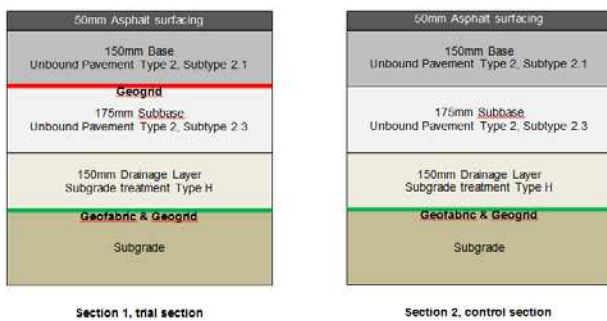 50mm Asphalt surfacing
150mm Base
Unbound Pavement Type 2, Subtype 2.1
Geogrid
175mm Subbase
Unbound Pavement Type 2, Subtype 2.3
150mm Drainage Layer
Subgrade treatment Type H
Geofabric & Geogrid
Subgrade
Section 1, trial section
50mm Asphalt surfacing
150mm Base
Unbound Pavement Type 2, Subtype 2.1
175mm Subbase
Unbound Pavement Type 2, Subtype 2.3
150mm Drainage Layer
Subgrade treatment Type H
Geofabric & Geogrid
Subgrade
Section 2, control section